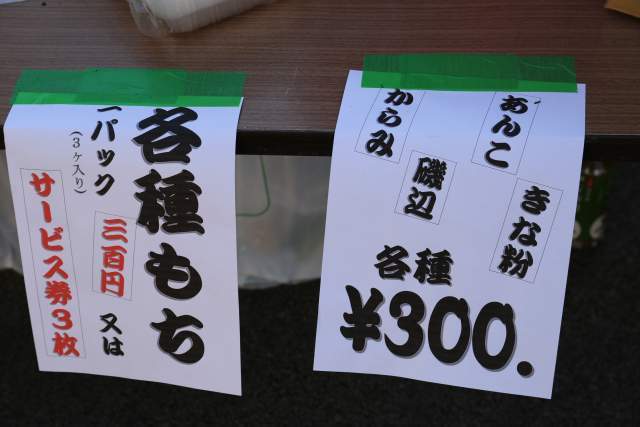 各種もち
一パック
(3ヶ入り)
三百円
又は
サービス券3枚
あんこ
きな粉
からみ
磯辺
各種
¥300.